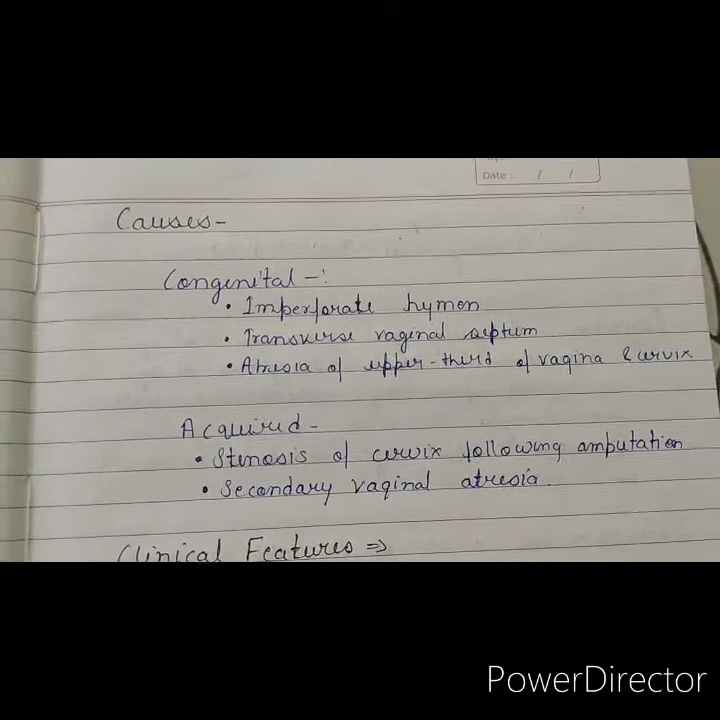 Date : / /
Causes -
Congenital - :
• Imperforate hymen
• Transverse vaginal septum
• Atresia of upper-third of vagina & cervix
Acquired -
• Stenosis of cervix following amputation
• Secondary vaginal atresia.
Clinical Features ⇒
PowerDirector